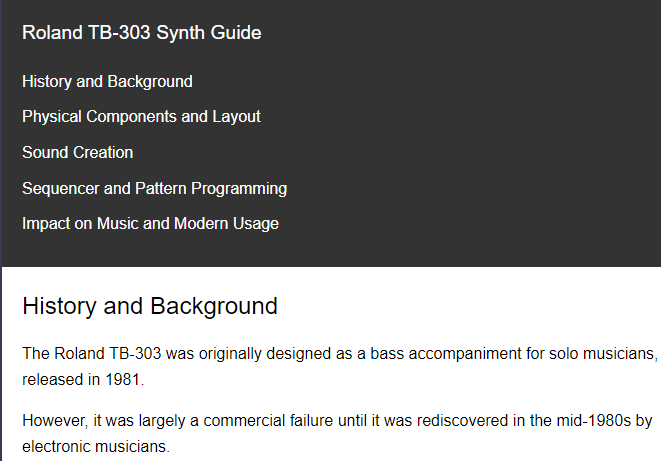 Roland TB-303 Synth Guide
History and Background
Physical Components and Layout
Sound Creation
Sequencer and Pattern Programming
Impact on Music and Modern Usage
History and Background
The Roland TB-303 was originally designed as a bass accompaniment for solo musicians,
released in 1981.
However, it was largely a commercial failure until it was rediscovered in the mid-1980s by
electronic musicians.